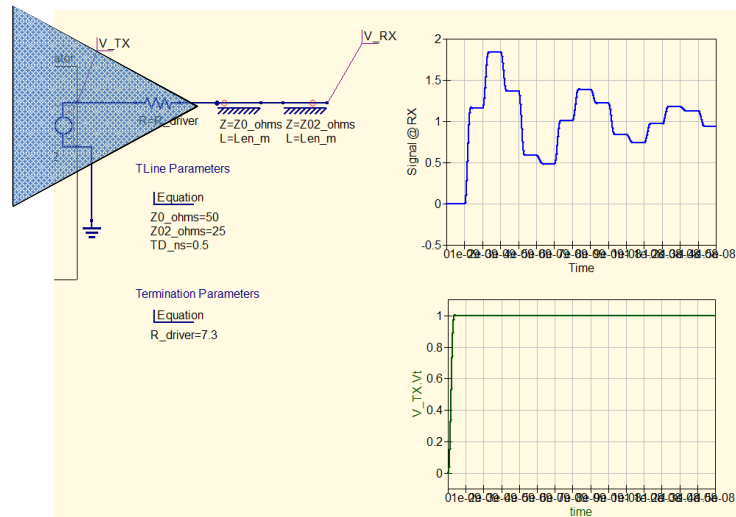 V_TX
V_RX
ator
R=R_driver
Z=Z0_ohms
L=Len_m
Z=Z02_ohms
L=Len_m
TLine Parameters
Equation
Z0_ohms=50
Z02_ohms=25
TD_ns=0.5
Termination Parameters
Equation
R_driver=7.3
Signal @ RX
2
1.5
1
0.5
0
-0.5
Time
V_TX.Vt
1
0.8
0.6
0.4
0.2
0
time